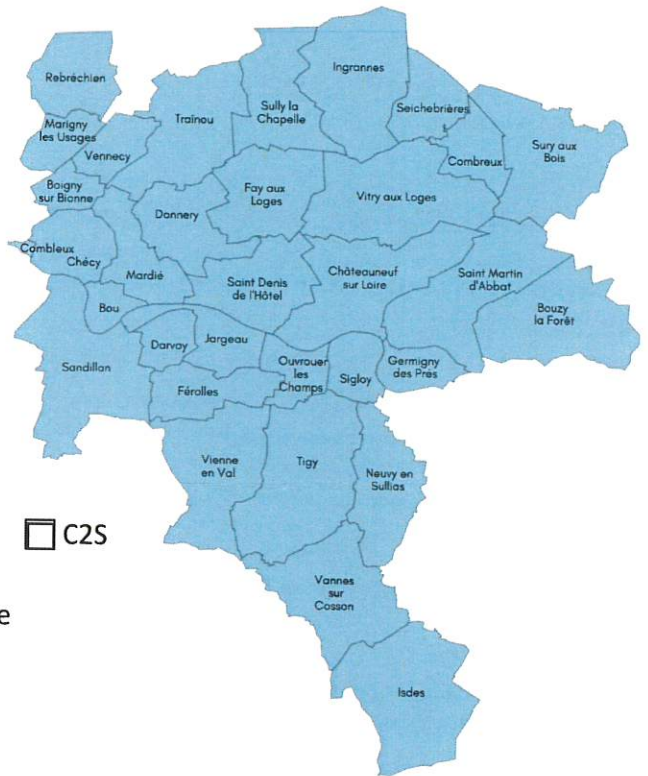 Ingrannes
Rebréchien
Sully la
Chapelle
Seichebrières
Traînou
Marigny
les Usages
Sury aux
Bois
Vennecy
Combreux
Boigny
sur Bionne
Fay aux
Loges
Vitry aux Loges
Donnery
Combleux
Chécy
Mardié
Saint Denis
de l'Hôtel
Châteauneuf
sur Loire
Saint Martin
d'Abbat
Bou
Bouzy
la Forêt
Darvoy
Jargeau
Sandillon
Ouvrouer
les
Champs
Sigloy
Germigny
des Prés
Férolles
Vienne
en Val
Tigy
Neuvy en
Sullias
C2S
Vannes
sur
Cosson
e
Isdes